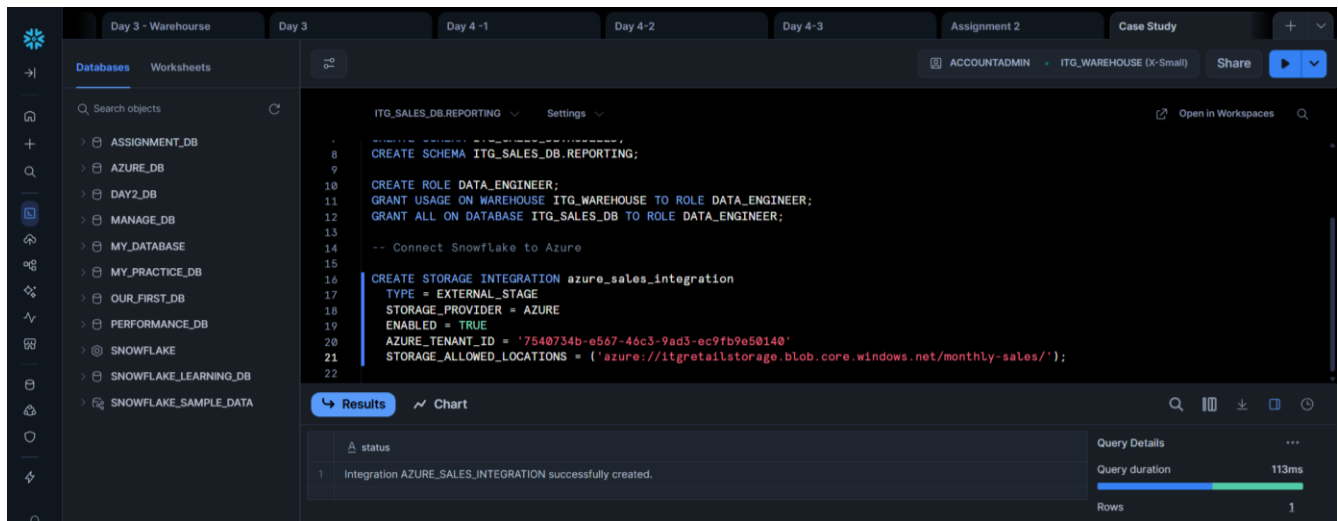 Day 3 - Warehourse
Day 3
Day 4 -1
Day 4-2
Day 4-3
Assignment 2
Case Study
Databases
Worksheets
ACCOUNTADMIN
ITG_WAREHOUSE (X-Small)
Share
Search objects
ITG_SALES_DB.REPORTING
Settings
Open in Workspaces
ASSIGNMENT_DB
AZURE_DB
DAY2_DB
MANAGE_DB
MY_DATABASE
MY_PRACTICE_DB
OUR_FIRST_DB
PERFORMANCE_DB
SNOWFLAKE
SNOWFLAKE_LEARNING_DB
SNOWFLAKE_SAMPLE_DATA
8 CREATE SCHEMA ITG_SALES_DB.REPORTING;
9
10 CREATE ROLE DATA_ENGINEER;
11 GRANT USAGE ON WAREHOUSE ITG_WAREHOUSE TO ROLE DATA_ENGINEER;
12 GRANT ALL ON DATABASE ITG_SALES_DB TO ROLE DATA_ENGINEER;
13
14 -- Connect Snowflake to Azure
15
16 CREATE STORAGE INTEGRATION azure_sales_integration
17 TYPE = EXTERNAL_STAGE
18 STORAGE_PROVIDER = AZURE
19 ENABLED = TRUE
20 AZURE_TENANT_ID = '7540734b-e567-46c3-9ad3-ec9fb9e50140'
21 STORAGE_ALLOWED_LOCATIONS = ('azure://itgretailstorage.blob.core.windows.net/monthly-sales/');
22
Results
Chart
A status
1 Integration AZURE_SALES_INTEGRATION successfully created.
Query Details
...
Query duration
113ms
Rows
1